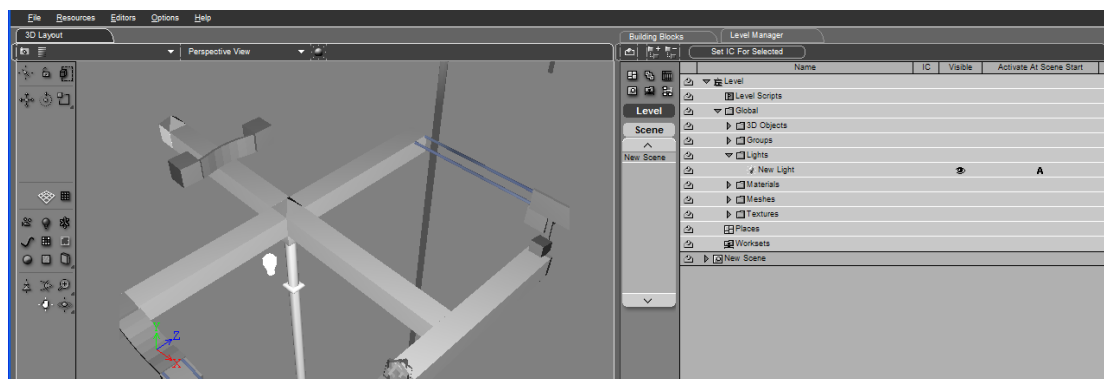 File Resources Editors Options Help
3D Layout
Building Blocks Level Manager
Perspective View
Set IC For Selected
Name IC Visible Activate At Scene Start
Level
Level Scripts
Level
Global
Scene
3D Objects
Groups
New Scene
Lights
New Light A
Materials
Meshes
Textures
Places
Worksets
New Scene
Y
Z
X